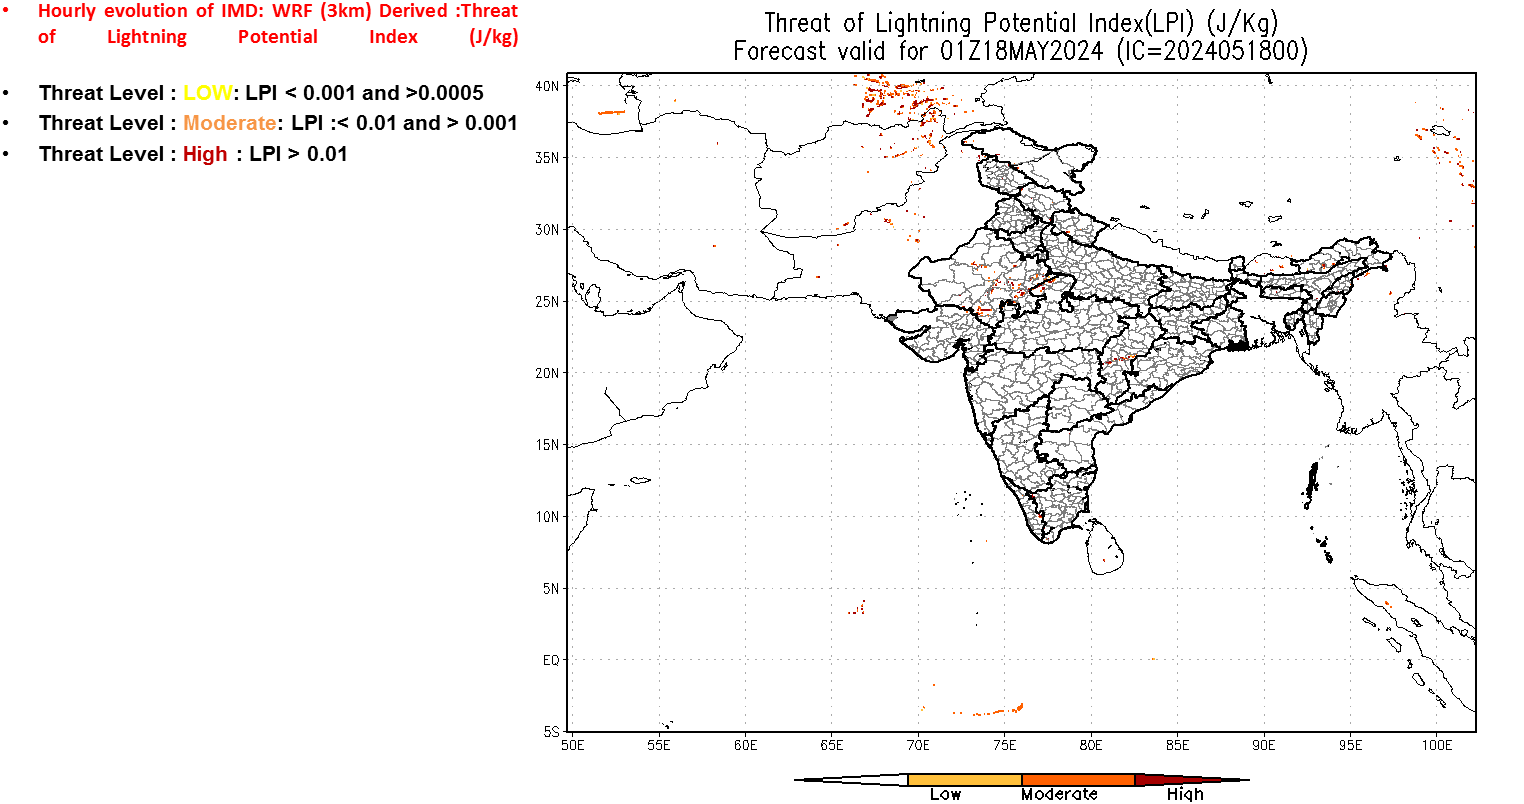 • Hourly evolution of IMD: WRF (3km) Derived :Threat
of Lightning Potential Index (J/kg)
• Threat Level : LOW: LPI < 0.001 and >0.0005
• Threat Level : Moderate: LPI :< 0.01 and > 0.001
• Threat Level : High : LPI > 0.01
Threat of Lightning Potential Index(LPI) (J/Kg)
Forecast valid for 01Z18MAY2024 (IC=2024051800)
40N
35N
30N
25N
20N
15N
10N
5N
EQ
5S
50E 55E 60E 65E 70E 75E 80E 85E 90E 95E 100E
Low Moderate High